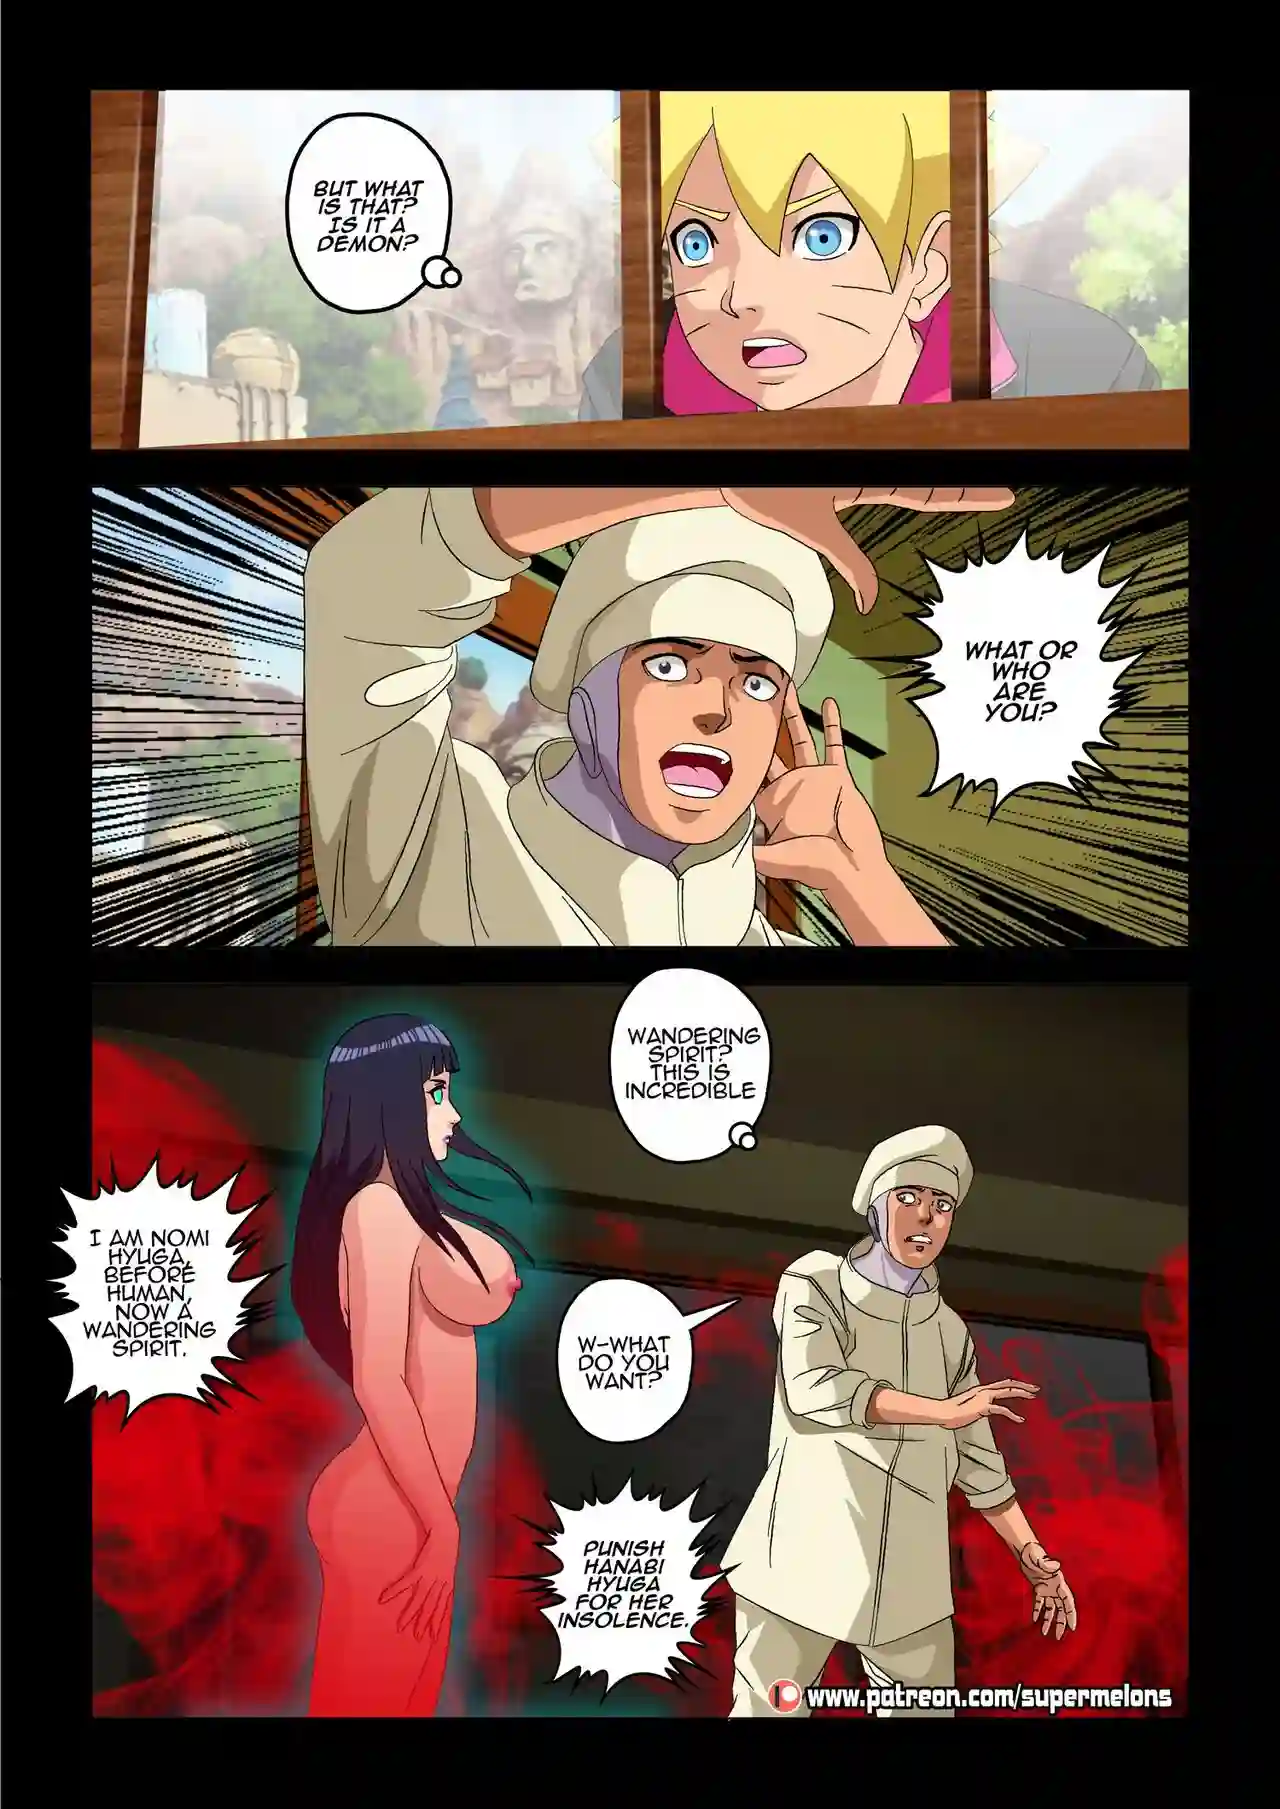 BUT WHAT
IS THAT?
IS IT A
DEMON?
WHAT OR
WHO
ARE
YOU?
WANDERING
SPIRIT?
THIS IS
INCREDIBLE
I AM NOMI
HYUGA,
BEFORE
HUMAN,
NOW A
WANDERING
SPIRIT.
W-WHAT
DO YOU
WANT?
PUNISH
HANABI
HYUGA
FOR HER
INSOLENCE.
www.patreon.com/supermelons